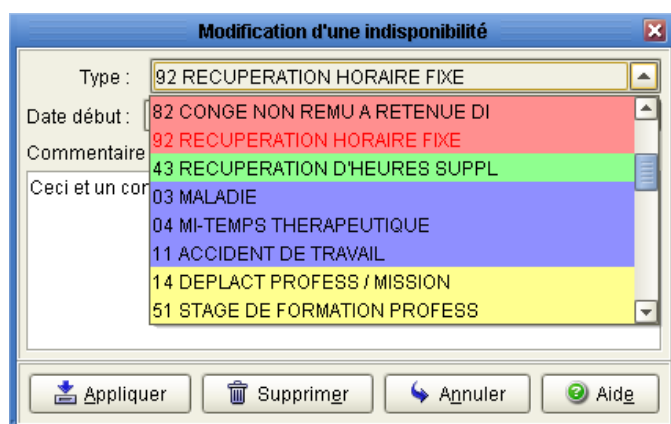 Modification d'une indisponibilité
Type : 92 RECUPERATION HORAIRE FIXE
Date début :
82 CONGE NON REMU A RETENUE DI
92 RECUPERATION HORAIRE FIXE
Commentaire
43 RECUPERATION D'HEURES SUPPL
Ceci et un con
03 MALADIE
04 MI-TEMPS THERAPEUTIQUE
11 ACCIDENT DE TRAVAIL
14 DEPLACT PROFESS / MISSION
51 STAGE DE FORMATION PROFESS
Appliquer Supprimer Annuler Aide